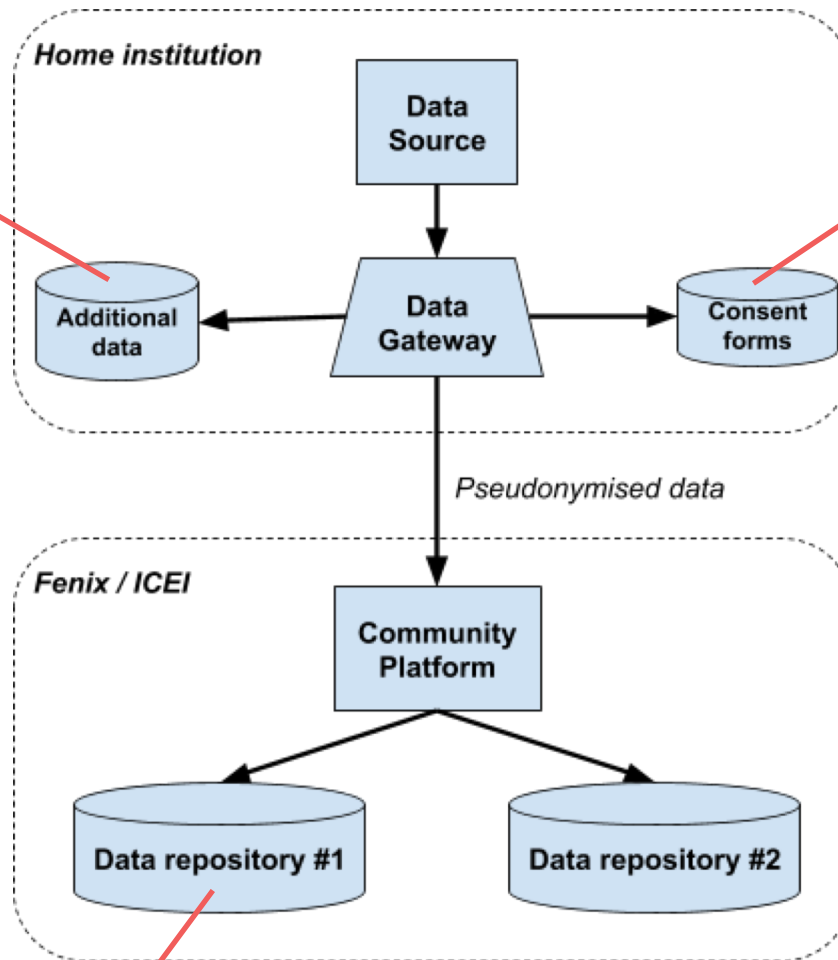 Home institution
Data
Source
Additional
data
Data
Gateway
Consent
forms
Pseudonymised data
Fenix / ICEI
Community
Platform
Data repository #1
Data repository #2